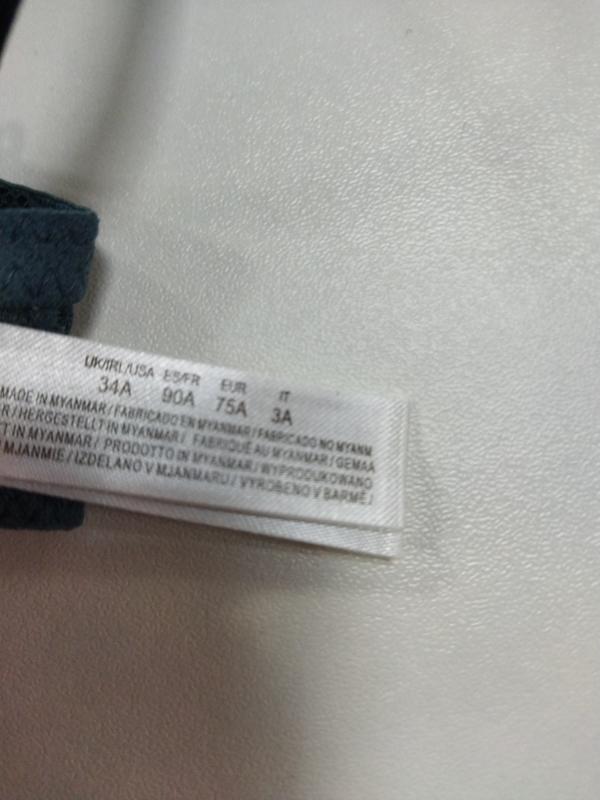 UK/IRL/USA ES/FR EUR IT
34A 90A 75A 3A
MADE IN MYANMAR / FABRICADO EN MYANMAR / FABRICADO NO MYANM
R / HERGESTELLT IN MYANMAR / FABRIQUÉ AU MYANMAR / GEMAA
T IN MYANMAR / PRODOTTO IN MYANMAR / WYPRODUKOWANO
MJANMIE / IZDELANO V MJANMARU / VYROBENO V BARMĚ /